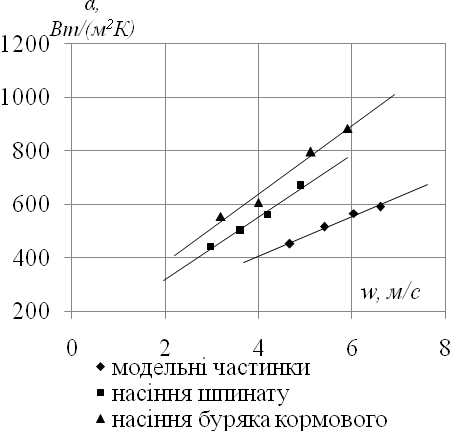 α,
Вт/(м²К)
1200
1000
800
600
400
200
w, м/с
0 2 4 6 8
модельні частинки
насіння шпинату
насіння буряка кормового